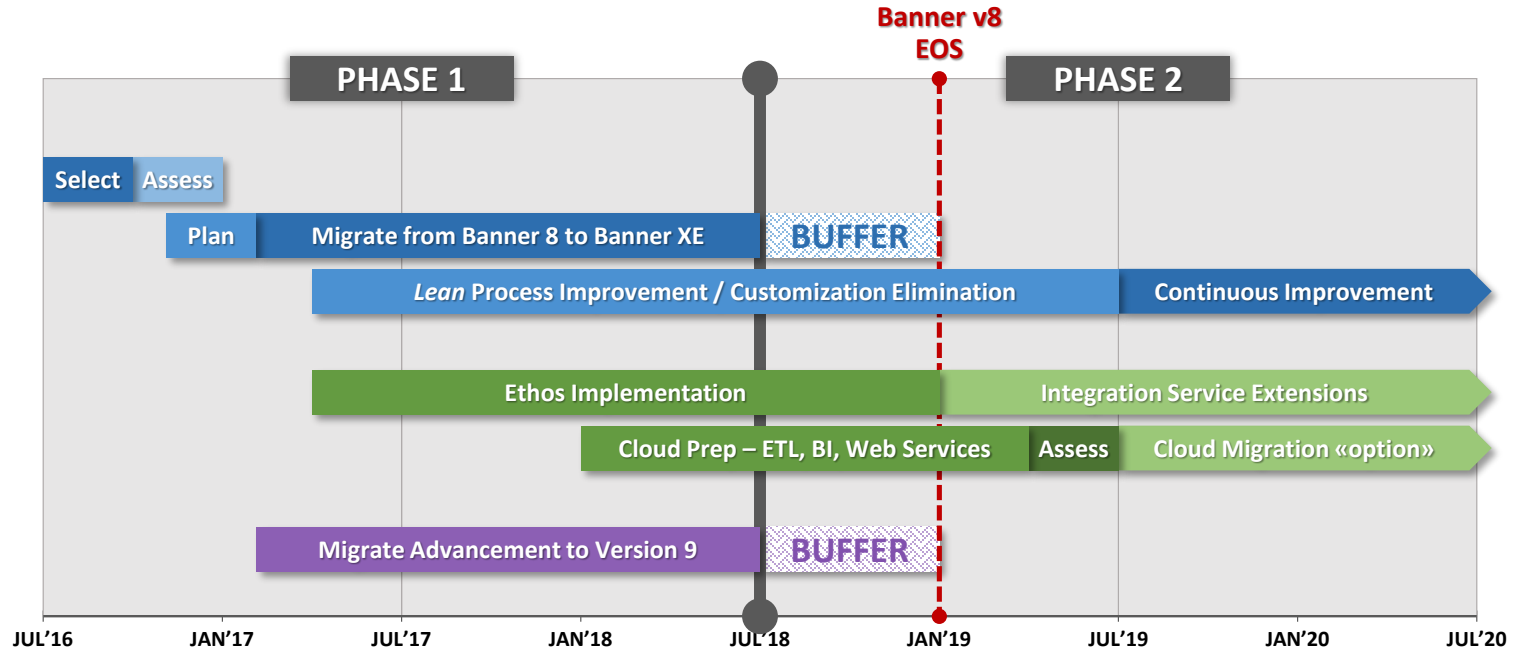 Banner v8
EOS
PHASE 1
PHASE 2
Select
Assess
Plan
Migrate from Banner 8 to Banner XE
BUFFER
Lean Process Improvement / Customization Elimination
Continuous Improvement
Ethos Implementation
Integration Service Extensions
Cloud Prep – ETL, BI, Web Services
Assess
Cloud Migration «option»
Migrate Advancement to Version 9
BUFFER
JUL’16
JAN’17
JUL’17
JAN’18
JUL’18
JAN’19
JUL’19
JAN’20
JUL’20